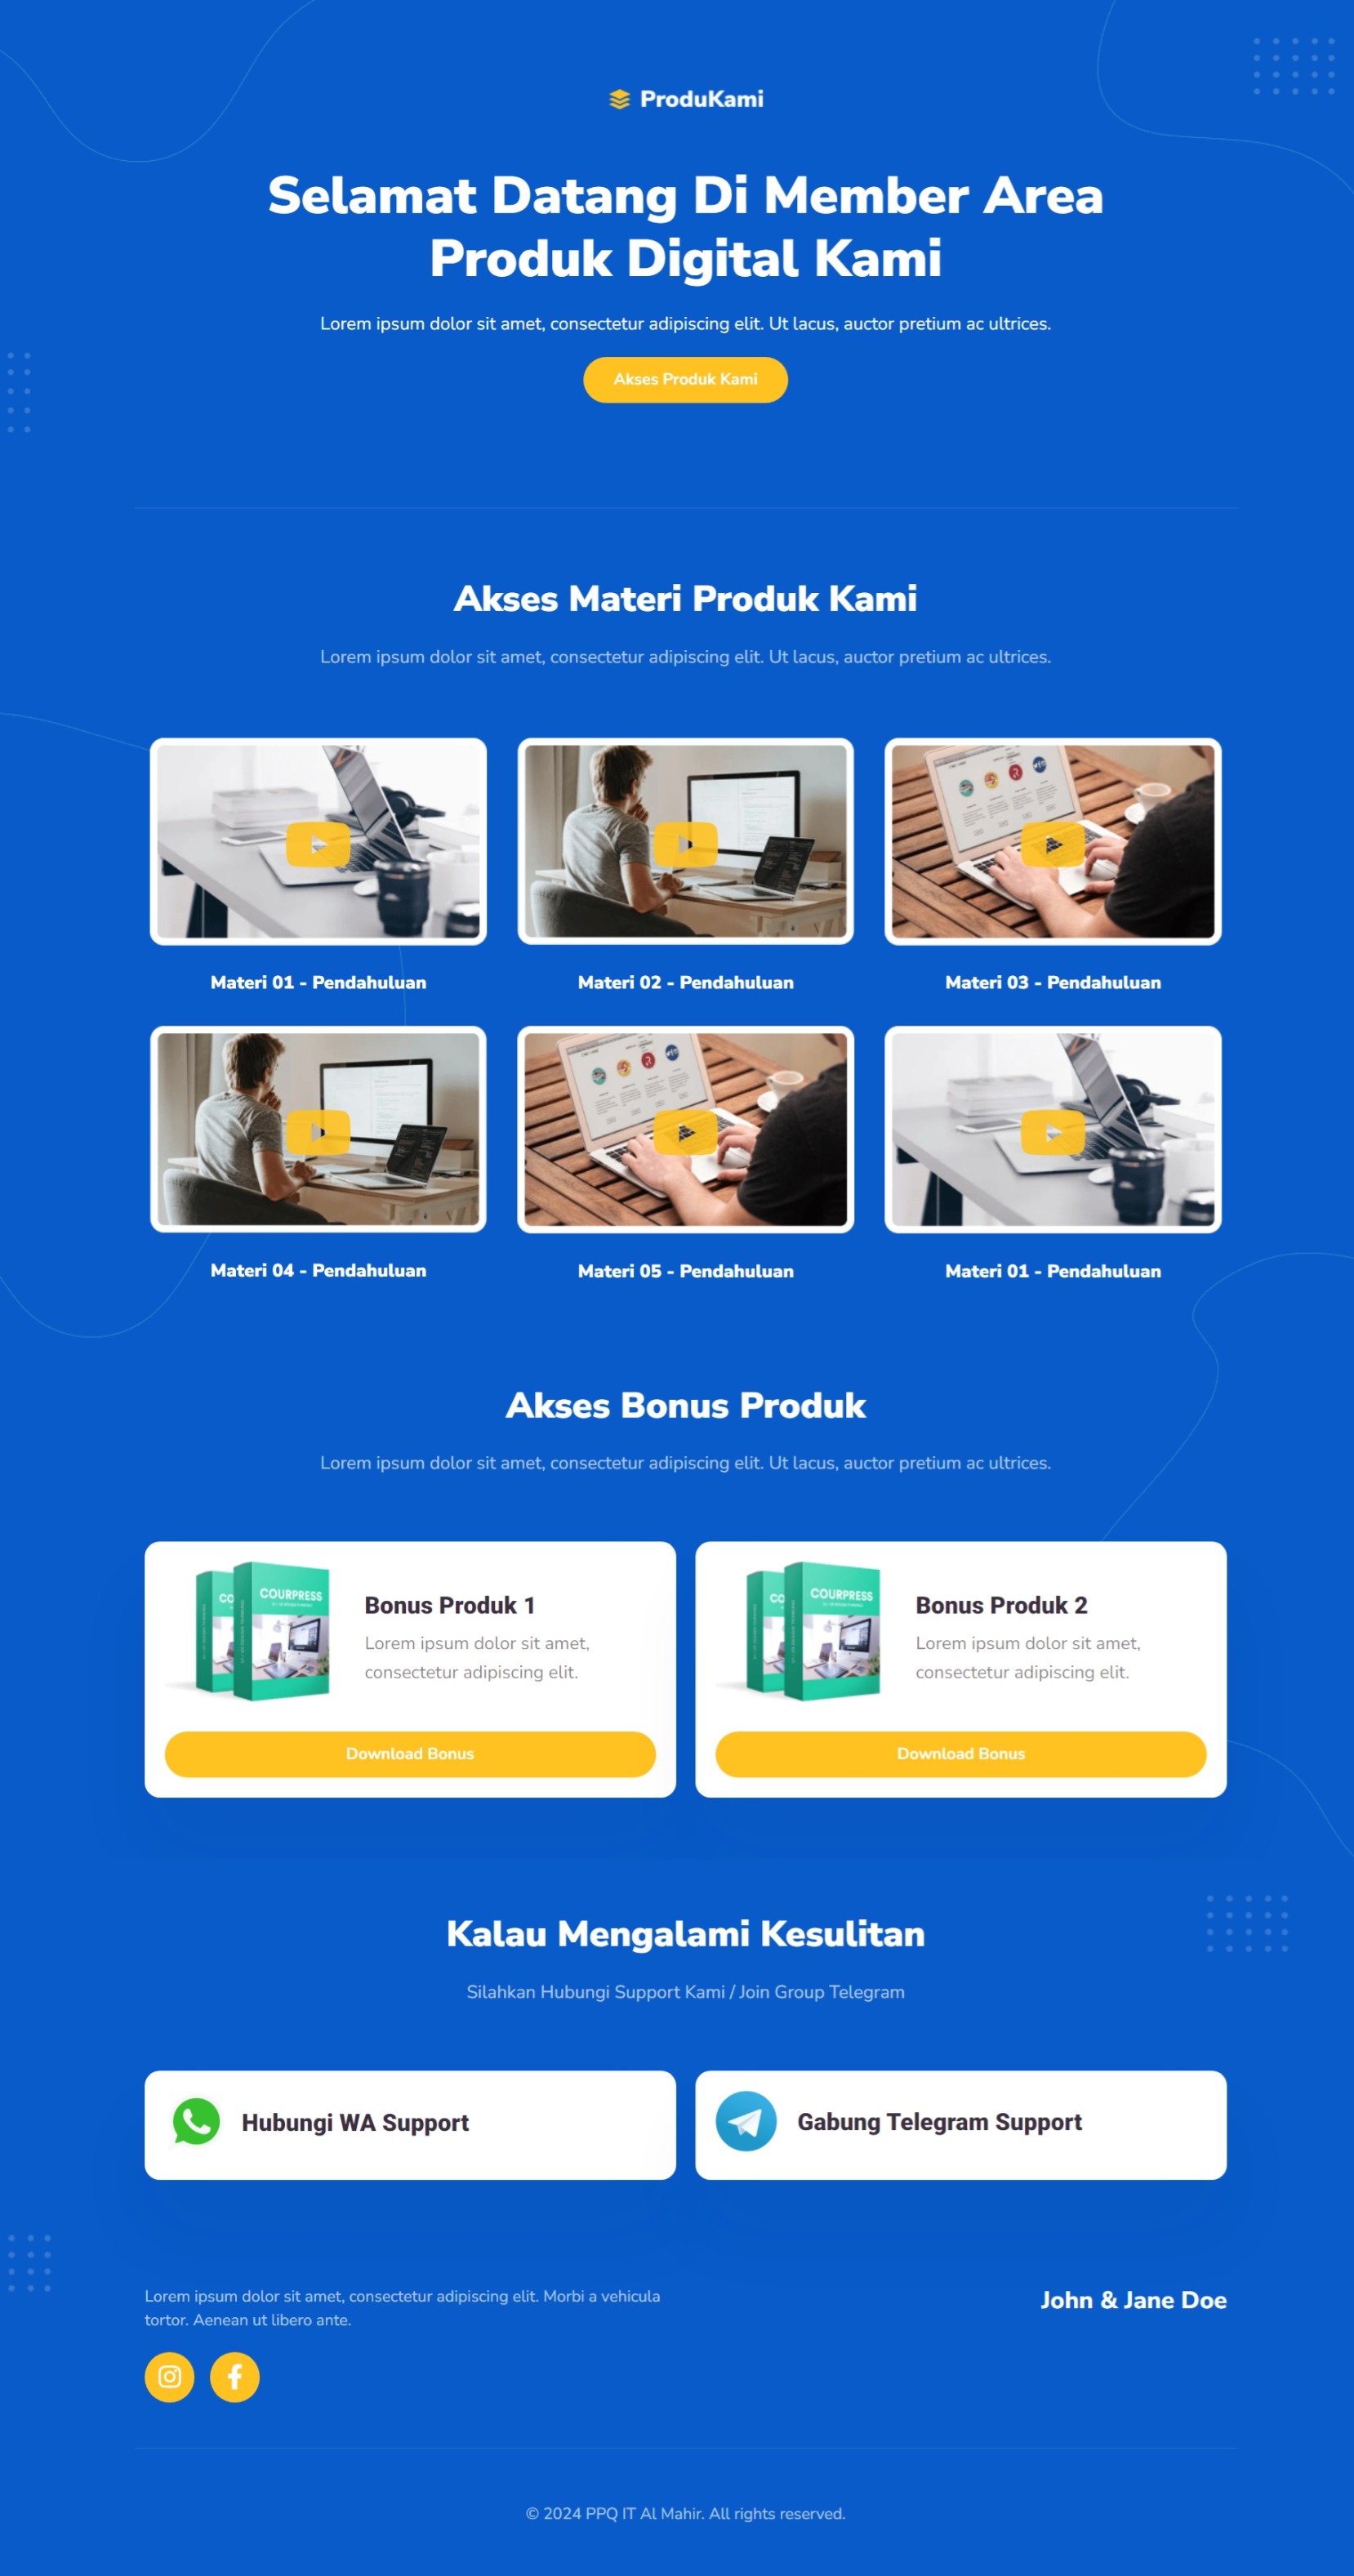 ProduKami
Selamat Datang Di Member Area
Produk Digital Kami
Lorem ipsum dolor sit amet, consectetur adipiscing elit. Ut lacus, auctor pretium ac ultrices.
Akses Produk Kami
Akses Materi Produk Kami
Lorem ipsum dolor sit amet, consectetur adipiscing elit. Ut lacus, auctor pretium ac ultrices.
Materi 01 - Pendahuluan
Materi 02 - Pendahuluan
Materi 03 - Pendahuluan
Materi 04 - Pendahuluan
Materi 05 - Pendahuluan
Materi 01 - Pendahuluan
Akses Bonus Produk
Lorem ipsum dolor sit amet, consectetur adipiscing elit. Ut lacus, auctor pretium ac ultrices.
CO
COURPRESS
Bonus Produk 1
Lorem ipsum dolor sit amet,
consectetur adipiscing elit.
Download Bonus
CO
COURPRESS
Bonus Produk 2
Lorem ipsum dolor sit amet,
consectetur adipiscing elit.
Download Bonus
Kalau Mengalami Kesulitan
Silahkan Hubungi Support Kami / Join Group Telegram
Hubungi WA Support
Gabung Telegram Support
Lorem ipsum dolor sit amet, consectetur adipiscing elit. Morbi a vehicula
tortor. Aenean ut libero ante.
John & Jane Doe
© 2024 PPQ IT Al Mahir. All rights reserved.